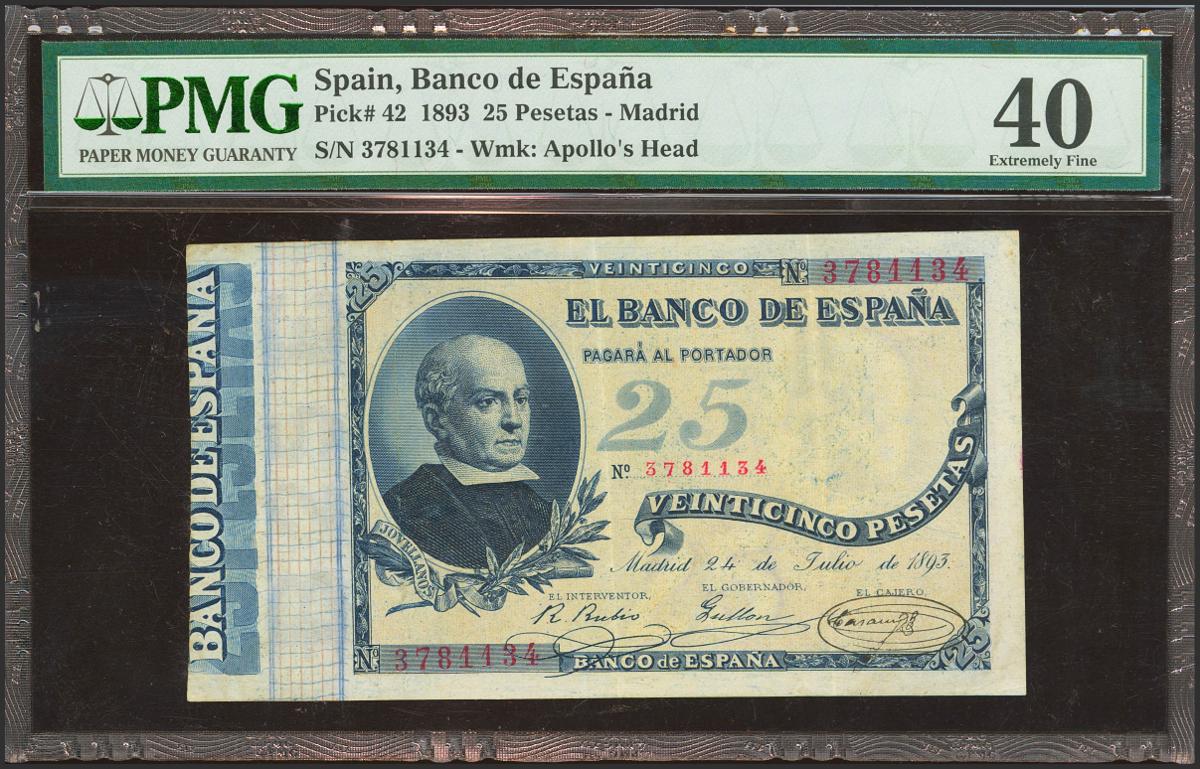 PMG
PAPER MONEY GUARANTY
Spain, Banco de España
Pick# 42 1893 25 Pesetas - Madrid
S/N 3781134 - Wmk: Apollo's Head
40
Extremely Fine
BANCO DE ESPAÑA
25
VEINTICINCO
Nº 3781134
EL BANCO DE ESPAÑA
PAGARÁ AL PORTADOR
25
Nº 3781134
VEINTICINCO PESETAS
JOVELLANOS
Madrid 24 de Julio de 1893.
EL INTERVENTOR,
EL GOBERNADOR,
EL CAJERO,
R. Rubio
Gullon
Nº 3781134
BANCO de ESPAÑA
25